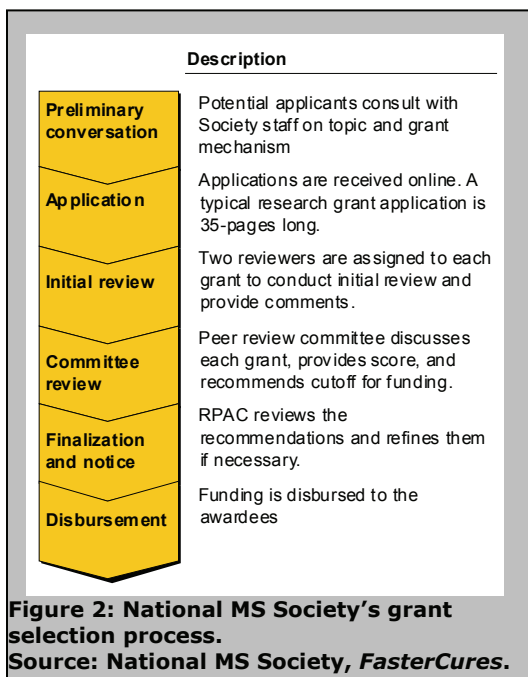 Description
Preliminary
conversation
Potential applicants consult with
Society staff on topic and grant
mechanism
Application
Applications are received online. A
typical research grant application is
35-pages long.
Initial review
Two reviewers are assigned to each
grant to conduct initial review and
provide comments.
Committee
review
Peer review committee discusses
each grant, provides score, and
recommends cutoff for funding.
Finalization
and notice
RPAC reviews the
recommendations and refines them
if necessary.
Disbursement
Funding is disbursed to the
awardees
Figure 2: National MS Society's grant
selection process.
Source: National MS Society, FasterCures.